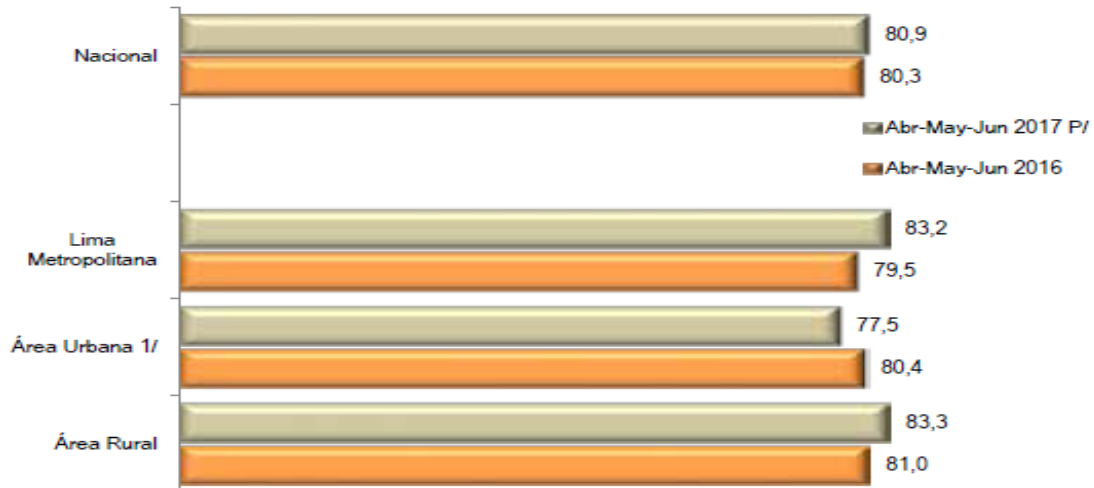 Nacional
80,9
80,3
Abr-May-Jun 2017 P/
Abr-May-Jun 2016
Lima
Metropolitana
83,2
79,5
Área Urbana 1/
77,5
80,4
Área Rural
83,3
81,0